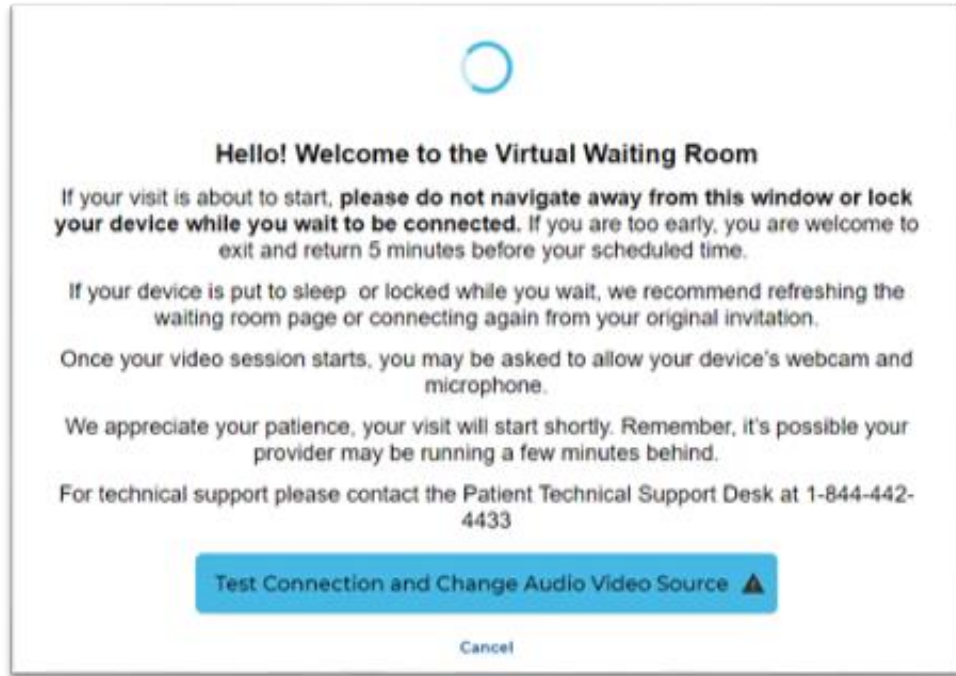 Hello! Welcome to the Virtual Waiting Room
If your visit is about to start, please do not navigate away from this window or lock
your device while you wait to be connected. If you are too early, you are welcome to
exit and return 5 minutes before your scheduled time.
If your device is put to sleep  or locked while you wait, we recommend refreshing the
waiting room page or connecting again from your original invitation.
Once your video session starts, you may be asked to allow your device's webcam and
microphone.
We appreciate your patience, your visit will start shortly. Remember, it's possible your
provider may be running a few minutes behind.
For technical support please contact the Patient Technical Support Desk at 1-844-442-
4433
Test Connection and Change Audio Video Source
Cancel